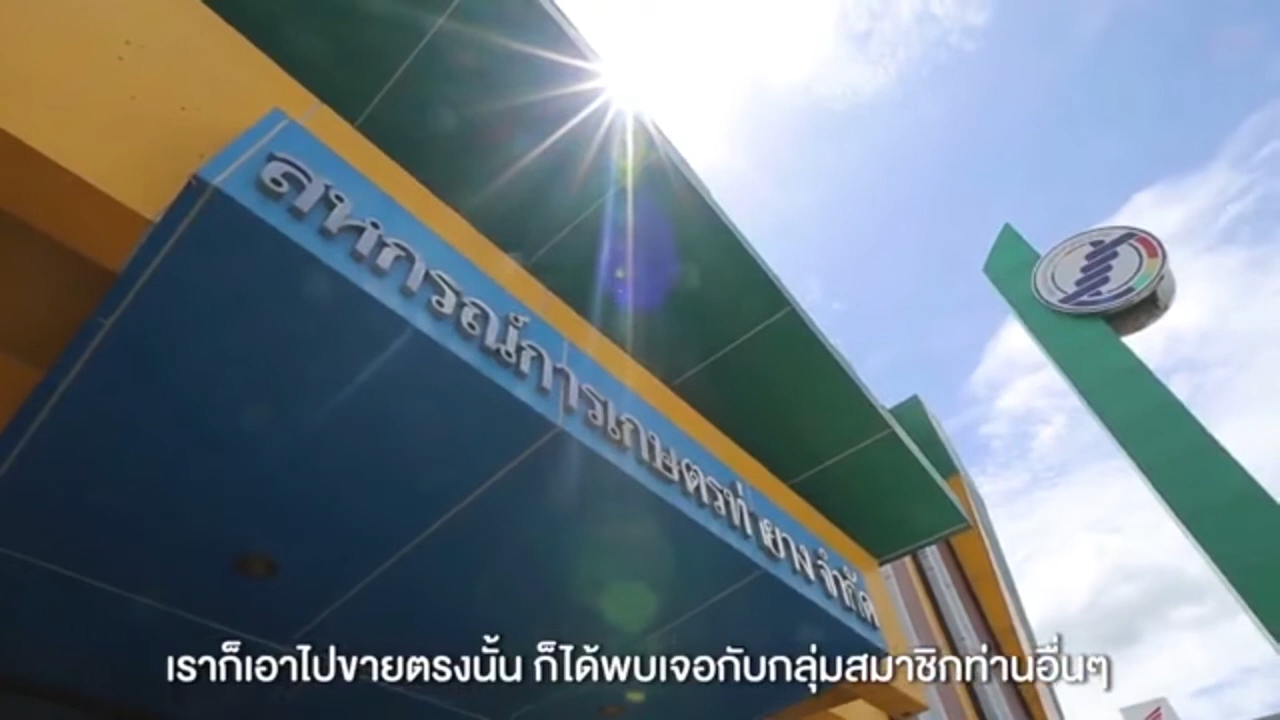 สหกรณ์การเกษตรท่ายาง จำกัด
เราก็เอาไปขายตรงนั้น ก็ได้พบเจอกับกลุ่มสมาชิกท่านอื่นๆ